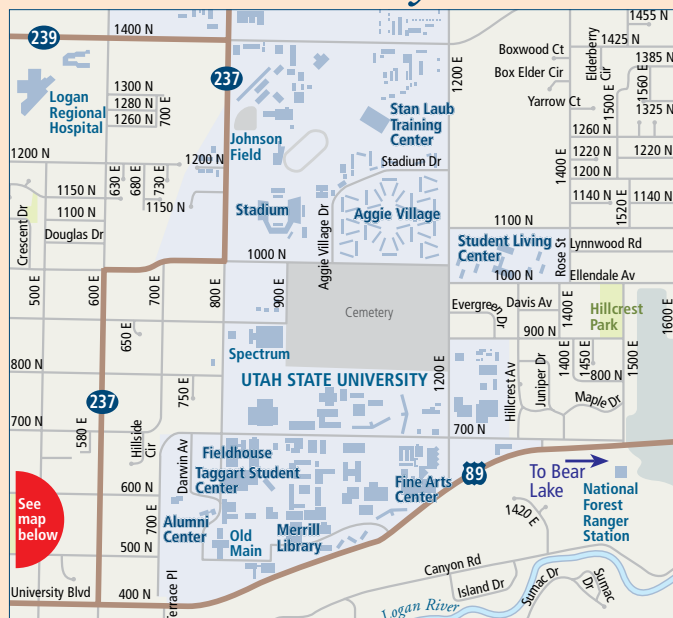 1400 N
239
237
1455 N
1425 N
Elderberry
Cir
1385 N
Boxwood Ct
Box Elder Cir
Yarrow Ct
1200 E
1500 E
1560 E
1325 N
Logan
Regional
Hospital
1300 N
1280 N
1260 N
700 E
Johnson
Field
Stan Laub
Training
Center
Stadium Dr
1260 N
1220 N
1220 N
1200 N
1400 E
1200 N
1200 N
630 E
680 E
730 E
1150 N
1150 N
1100 N
Douglas Dr
Crescent Dr
Stadium
Aggie Village Dr
Aggie Village
1140 N
1140 N
1520 E
1100 N
Student Living
Center
Rose St
Lynnwood Rd
1000 N
1000 N
Ellendale Av
500 E
600 E
700 E
800 E
900 E
Cemetery
Evergreen Dr
Davis Av
1400 E
900 N
Hillcrest
Park
1600 E
650 E
Spectrum
1200 E
Hillcrest Av
Juniper Dr
1400 E
1450 E
1500 E
800 N
800 N
Maple Dr
UTAH STATE UNIVERSITY
237
750 E
700 N
700 N
580 E
Hillside
Cir
Darwin Av
Fieldhouse
Taggart Student
Center
Fine Arts
Center
89
To Bear
Lake
National
Forest
Ranger
Station
See
map
below
600 N
700 E
Alumni
Center
Old
Main
Merrill
Library
1420 E
500 N
Canyon Rd
Island Dr
Sumac Dr
Sumac
Dr
University Blvd
400 N
Logan River